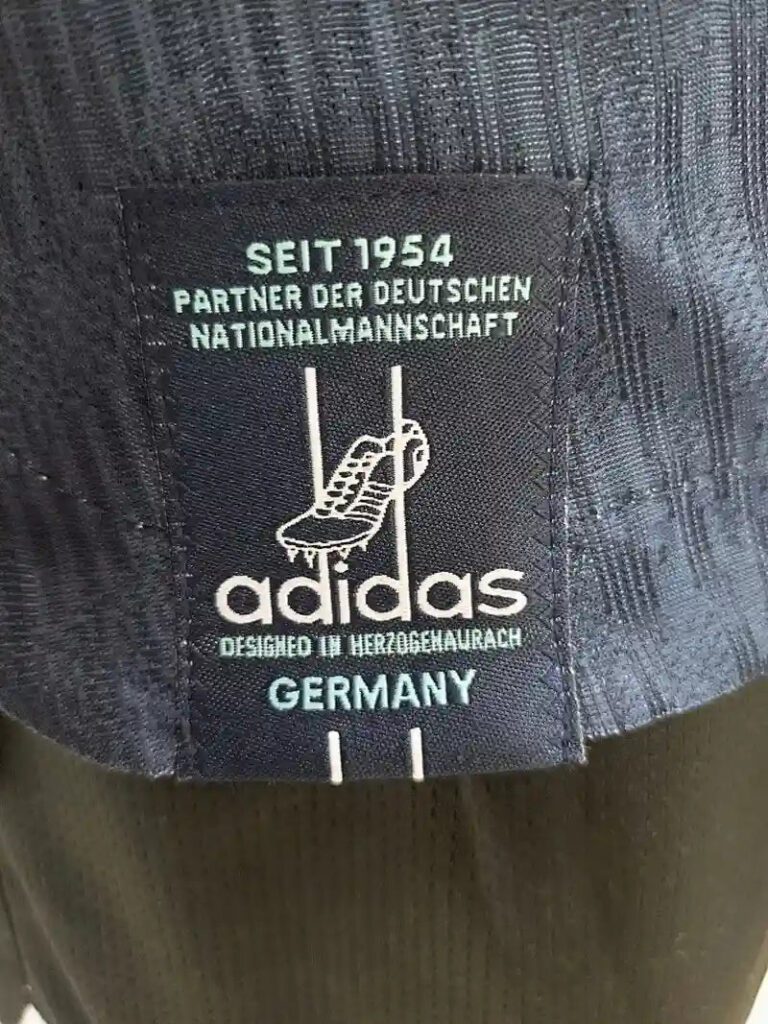 SEIT 1954
PARTNER DER DEUTSCHEN
NATIONALMANNSCHAFT
adidas
DESIGNED IN HERZOGENAURACH
GERMANY